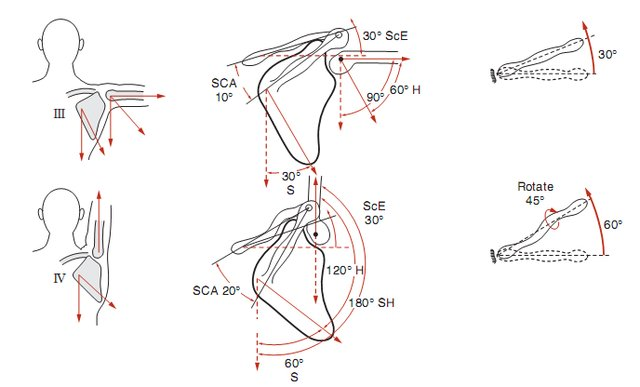 30° ScE
SCA
10°
III
90°
60° H
30°
S
30°
ScE
30°
IV
120° H
SCA 20°
180° SH
60°
S
Rotate
45°
60°